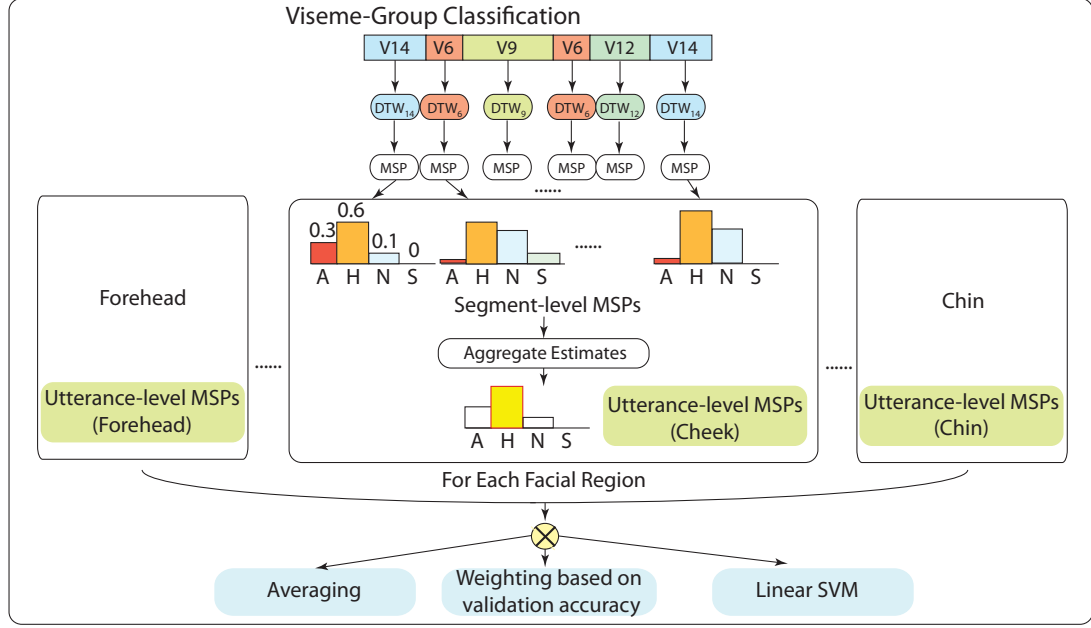 Viseme-Group Classification
V14 V6 V9 V6 V12 V14
DTW14 DTW6 DTW9 DTW6 DTW12 DTW14
MSP MSP MSP MSP MSP MSP
......
0.3 0.6 0.1 0
......
A H N S A H N S A H N S
Segment-level MSPs
Forehead
Chin
Aggregate Estimates
...... ......
A H N S
Utterance-level MSPs
(Forehead)
Utterance-level MSPs
(Cheek)
Utterance-level MSPs
(Chin)
For Each Facial Region
Averaging
Weighting based on
validation accuracy
Linear SVM